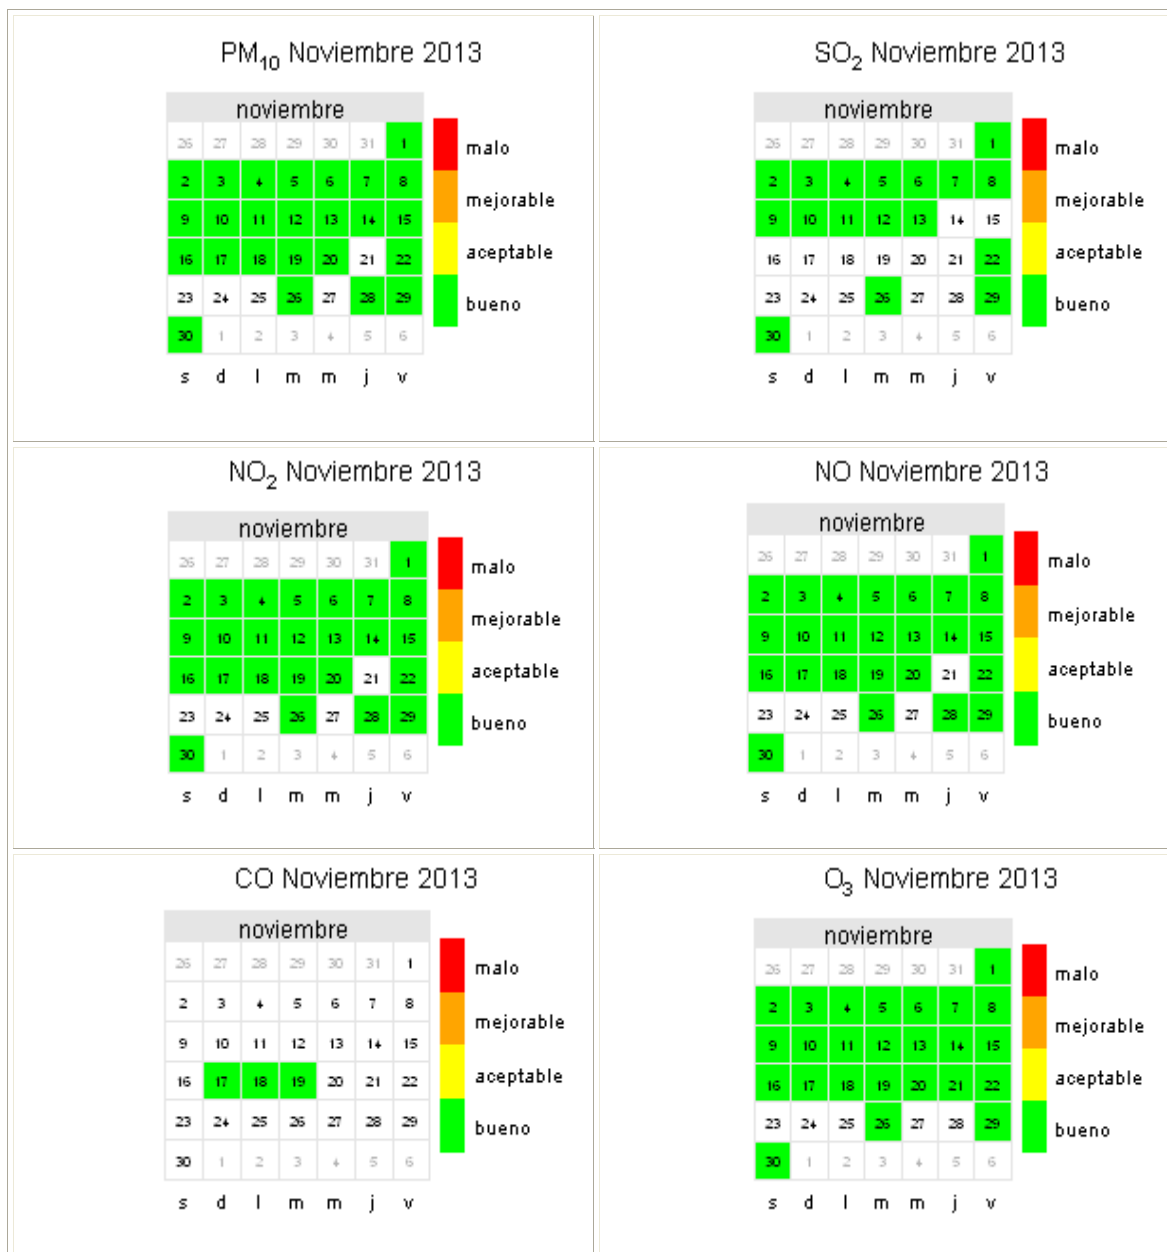 PM10 Noviembre 2013
noviembre
26 27 28 29 30 31 1
2 3 4 5 6 7 8
9 10 11 12 13 14 15
16 17 18 19 20 21 22
23 24 25 26 27 28 29
30 1 2 3 4 5 6
s d l m m j v
malo
mejorable
aceptable
bueno
SO2 Noviembre 2013
noviembre
26 27 28 29 30 31 1
2 3 4 5 6 7 8
9 10 11 12 13 14 15
16 17 18 19 20 21 22
23 24 25 26 27 28 29
30 1 2 3 4 5 6
s d l m m j v
malo
mejorable
aceptable
bueno
NO2 Noviembre 2013
noviembre
26 27 28 29 30 31 1
2 3 4 5 6 7 8
9 10 11 12 13 14 15
16 17 18 19 20 21 22
23 24 25 26 27 28 29
30 1 2 3 4 5 6
s d l m m j v
malo
mejorable
aceptable
bueno
NO Noviembre 2013
noviembre
26 27 28 29 30 31 1
2 3 4 5 6 7 8
9 10 11 12 13 14 15
16 17 18 19 20 21 22
23 24 25 26 27 28 29
30 1 2 3 4 5 6
s d l m m j v
malo
mejorable
aceptable
bueno
CO Noviembre 2013
noviembre
26 27 28 29 30 31 1
2 3 4 5 6 7 8
9 10 11 12 13 14 15
16 17 18 19 20 21 22
23 24 25 26 27 28 29
30 1 2 3 4 5 6
s d l m m j v
malo
mejorable
aceptable
bueno
O3 Noviembre 2013
noviembre
26 27 28 29 30 31 1
2 3 4 5 6 7 8
9 10 11 12 13 14 15
16 17 18 19 20 21 22
23 24 25 26 27 28 29
30 1 2 3 4 5 6
s d l m m j v
malo
mejorable
aceptable
bueno